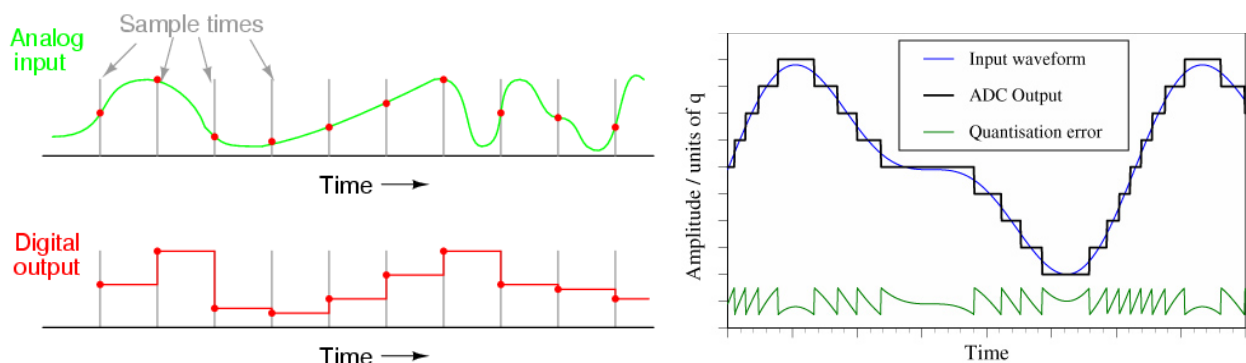 Sample times
Analog
input
Time
Digital
output
Time
Input waveform
ADC Output
Quantisation error
Amplitude / units of q
Time